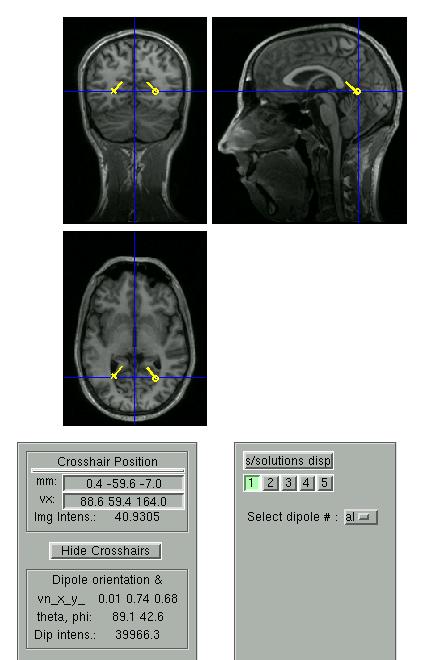 Crosshair Position
mm: 0.4 -59.6 -7.0
vx: 88.6 59.4 164.0
Img Intens.: 40.9305
Hide Crosshairs
Dipole orientation &
vn_x_y_ 0.01 0.74 0.68
theta, phi: 89.1 42.6
Dip intens.: 39966.3
s/solutions disp
1 2 3 4 5
Select dipole # : al